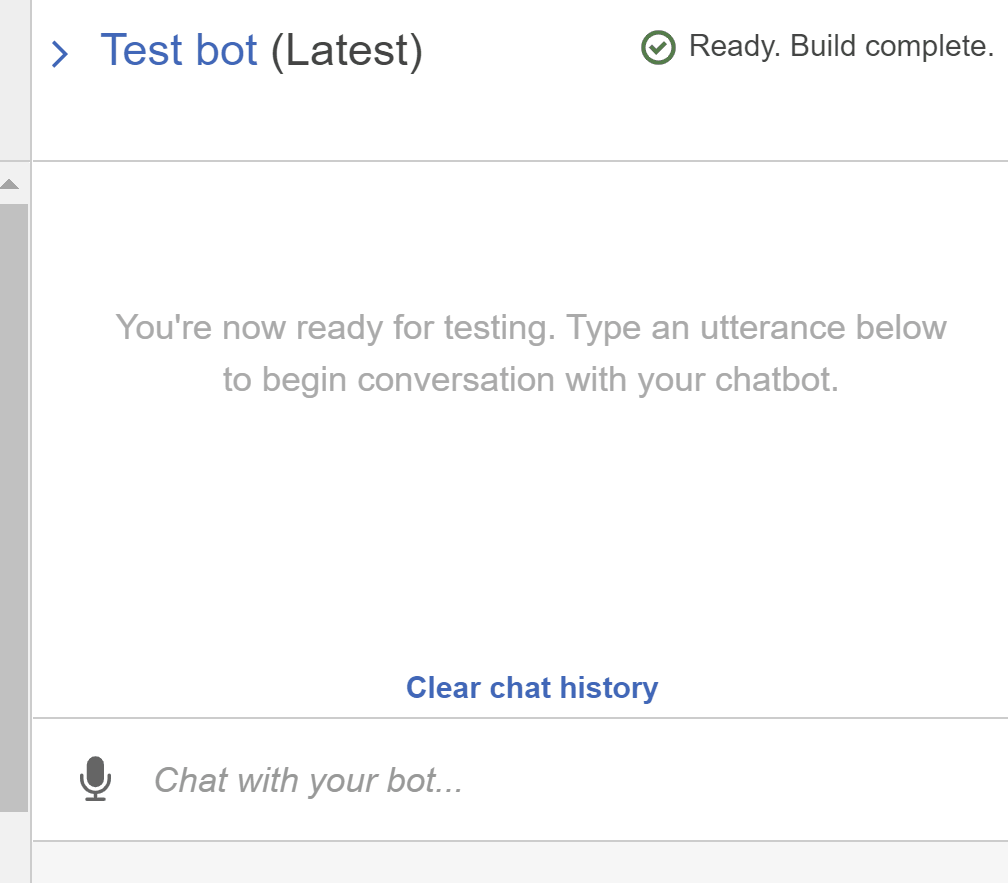 Test bot (Latest)
Ready. Build complete.
You're now ready for testing. Type an utterance below
to begin conversation with your chatbot.
Clear chat history
Chat with your bot...